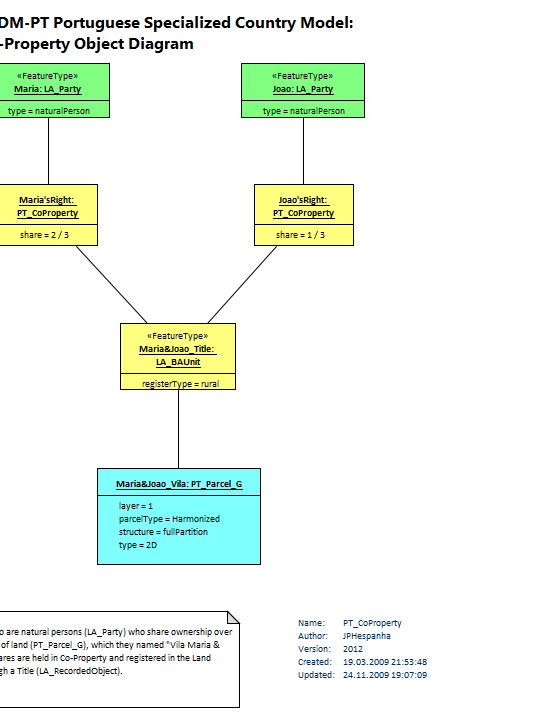 DM-PT Portuguese Specialized Country Model:
-Property Object Diagram
«FeatureType»
Maria: LA_Party
type = naturalPerson
«FeatureType»
Joao: LA_Party
type = naturalPerson
Maria'sRight:
PT_CoProperty
share = 2 / 3
Joao'sRight:
PT_CoProperty
share = 1 / 3
«FeatureType»
Maria&Joao_Title:
LA_BAUnit
registerType = rural
Maria&Joao_Vila: PT_Parcel_G
layer = 1
parcelType = Harmonized
structure = fullPartition
type = 2D
o are natural persons (LA_Party) who share ownership over
of land (PT_Parcel_G), which they named "Vila Maria &
ares are held in Co-Property and registered in the Land
gh a Title (LA_RecordedObject).
Name: PT_CoProperty
Author: JPHespanha
Version: 2012
Created: 19.03.2009 21:53:48
Updated: 24.11.2009 19:07:09